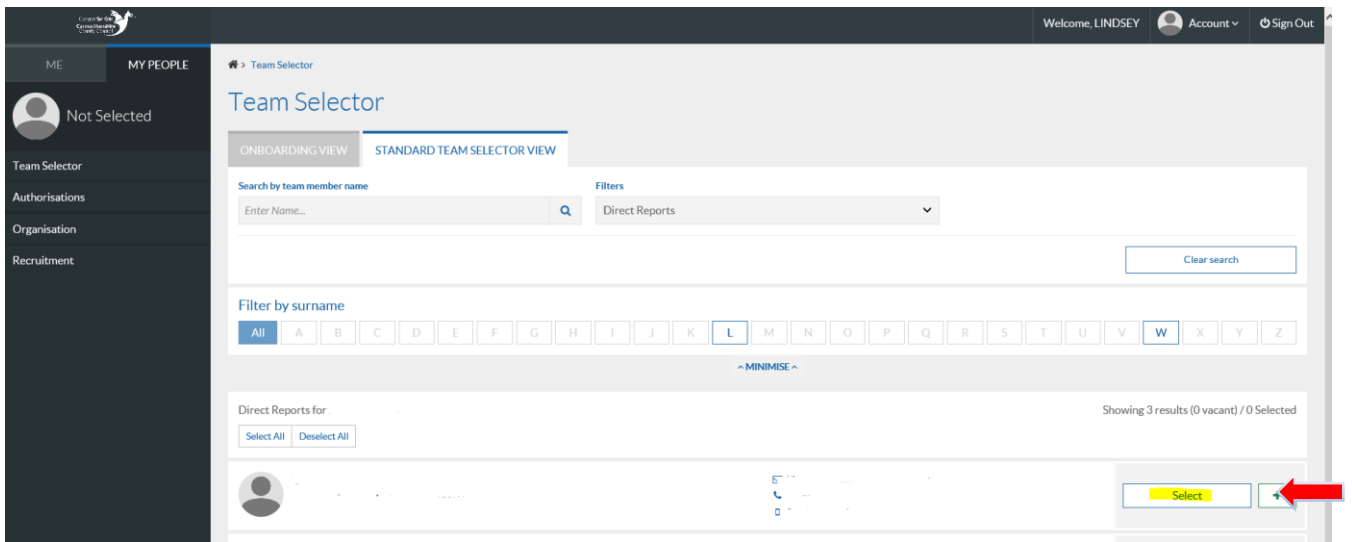 Welcome, LINDSEY Account Sign Out
ME MY PEOPLE
> Team Selector
Not Selected
Team Selector
ONBOARDING VIEW STANDARD TEAM SELECTOR VIEW
Team Selector
Authorisations
Organisation
Recruitment
Search by team member name Filters
Enter Name... Direct Reports
Clear search
Filter by surname
All A B C D E F G H I J K L M N O P Q R S T U V W X Y Z
^ MINIMISE ^
Direct Reports for Showing 3 results (0 vacant) / 0 Selected
Select All Deselect All
Select +